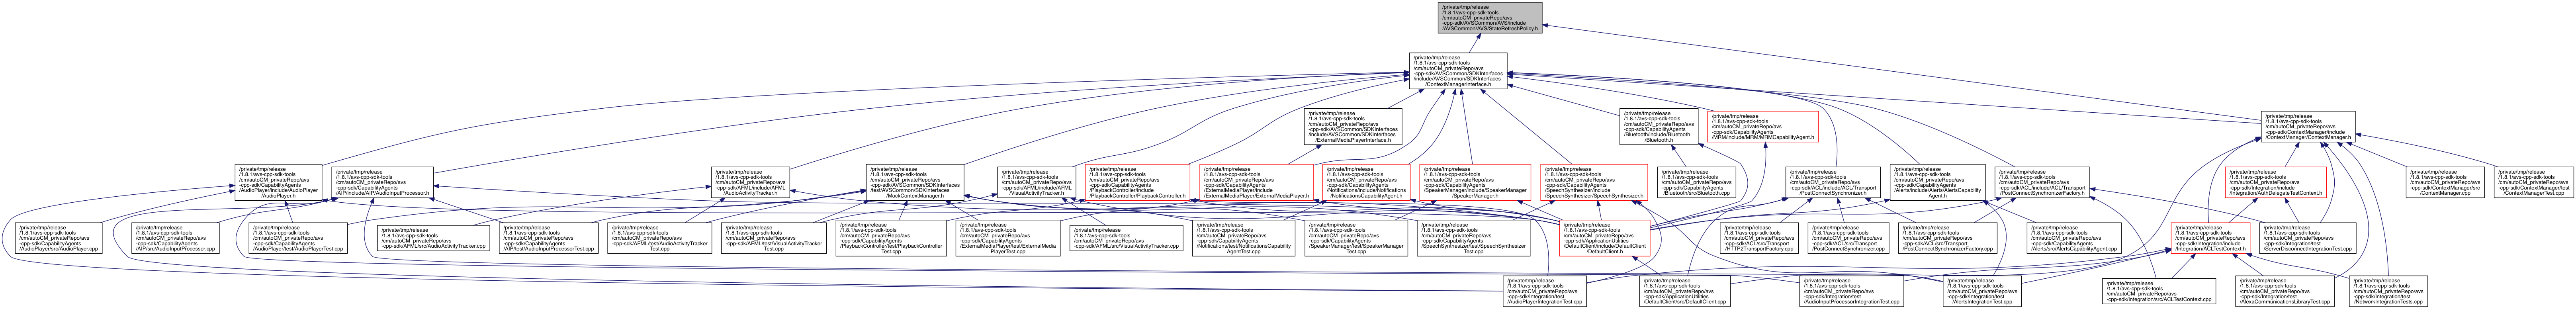 /private/tmp/release
/1.8.1/avs-cpp-sdk-tools
/cm/autoCM_privateRepo/avs
-cpp-sdk/AVSCommon/AVS/include
/AVSCommon/AVS/StateRefreshPolicy.h
/private/tmp/release
/1.8.1/avs-cpp-sdk-tools
/cm/autoCM_privateRepo/avs
-cpp-sdk/AVSCommon/SDKInterfaces
/include/AVSCommon/SDKInterfaces
/ContextManagerInterface.h
/private/tmp/release
/1.8.1/avs-cpp-sdk-tools
/cm/autoCM_privateRepo/avs
-cpp-sdk/AVSCommon/SDKInterfaces
/include/AVSCommon/SDKInterfaces
/ExternalMediaPlayerInterface.h
/private/tmp/release
/1.8.1/avs-cpp-sdk-tools
/cm/autoCM_privateRepo/avs
-cpp-sdk/CapabilityAgents
/Bluetooth/include/Bluetooth
/Bluetooth.h
/private/tmp/release
/1.8.1/avs-cpp-sdk-tools
/cm/autoCM_privateRepo/avs
-cpp-sdk/CapabilityAgents
/MRM/include/MRM/MRMCapabilityAgent.h
/private/tmp/release
/1.8.1/avs-cpp-sdk-tools
/cm/autoCM_privateRepo/avs
-cpp-sdk/ContextManager/include
/ContextManager/ContextManager.h
/private/tmp/release
/1.8.1/avs-cpp-sdk-tools
/cm/autoCM_privateRepo/avs
-cpp-sdk/CapabilityAgents
/AudioPlayer/include/AudioPlayer
/AudioPlayer.h
/private/tmp/release
/1.8.1/avs-cpp-sdk-tools
/cm/autoCM_privateRepo/avs
-cpp-sdk/CapabilityAgents
/AIP/include/AIP/AudioInputProcessor.h
/private/tmp/release
/1.8.1/avs-cpp-sdk-tools
/cm/autoCM_privateRepo/avs
-cpp-sdk/AFML/include/AFML
/AudioActivityTracker.h
/private/tmp/release
/1.8.1/avs-cpp-sdk-tools
/cm/autoCM_privateRepo/avs
-cpp-sdk/AVSCommon/SDKInterfaces
/test/AVSCommon/SDKInterfaces
/MockContextManager.h
/private/tmp/release
/1.8.1/avs-cpp-sdk-tools
/cm/autoCM_privateRepo/avs
-cpp-sdk/AFML/include/AFML
/VisualActivityTracker.h
/private/tmp/release
/1.8.1/avs-cpp-sdk-tools
/cm/autoCM_privateRepo/avs
-cpp-sdk/CapabilityAgents
/PlaybackController/include
/PlaybackController/PlaybackController.h
/private/tmp/release
/1.8.1/avs-cpp-sdk-tools
/cm/autoCM_privateRepo/avs
-cpp-sdk/CapabilityAgents
/ExternalMediaPlayer/include
/ExternalMediaPlayer/ExternalMediaPlayer.h
/private/tmp/release
/1.8.1/avs-cpp-sdk-tools
/cm/autoCM_privateRepo/avs
-cpp-sdk/CapabilityAgents
/Notifications/include/Notifications
/NotificationsCapabilityAgent.h
/private/tmp/release
/1.8.1/avs-cpp-sdk-tools
/cm/autoCM_privateRepo/avs
-cpp-sdk/CapabilityAgents
/SpeakerManager/include/SpeakerManager
/SpeakerManager.h
/private/tmp/release
/1.8.1/avs-cpp-sdk-tools
/cm/autoCM_privateRepo/avs
-cpp-sdk/CapabilityAgents
/SpeechSynthesizer/include
/SpeechSynthesizer/SpeechSynthesizer.h
/private/tmp/release
/1.8.1/avs-cpp-sdk-tools
/cm/autoCM_privateRepo/avs
-cpp-sdk/CapabilityAgents
/Bluetooth/src/Bluetooth.cpp
/private/tmp/release
/1.8.1/avs-cpp-sdk-tools
/cm/autoCM_privateRepo/avs
-cpp-sdk/ACL/include/ACL/Transport
/PostConnectSynchronizer.h
/private/tmp/release
/1.8.1/avs-cpp-sdk-tools
/cm/autoCM_privateRepo/avs
-cpp-sdk/CapabilityAgents
/Alerts/include/Alerts/AlertsCapability
Agent.h
/private/tmp/release
/1.8.1/avs-cpp-sdk-tools
/cm/autoCM_privateRepo/avs
-cpp-sdk/ACL/include/ACL/Transport
/PostConnectSynchronizerFactory.h
/private/tmp/release
/1.8.1/avs-cpp-sdk-tools
/cm/autoCM_privateRepo/avs
-cpp-sdk/Integration/include
/Integration/AuthDelegateTestContext.h
/private/tmp/release
/1.8.1/avs-cpp-sdk-tools
/cm/autoCM_privateRepo/avs
-cpp-sdk/ContextManager/src
/ContextManager.cpp
/private/tmp/release
/1.8.1/avs-cpp-sdk-tools
/cm/autoCM_privateRepo/avs
-cpp-sdk/ContextManager/test
/ContextManagerTest.cpp
/private/tmp/release
/1.8.1/avs-cpp-sdk-tools
/cm/autoCM_privateRepo/avs
-cpp-sdk/CapabilityAgents
/AudioPlayer/src/AudioPlayer.cpp
/private/tmp/release
/1.8.1/avs-cpp-sdk-tools
/cm/autoCM_privateRepo/avs
-cpp-sdk/CapabilityAgents
/AIP/src/AudioInputProcessor.cpp
/private/tmp/release
/1.8.1/avs-cpp-sdk-tools
/cm/autoCM_privateRepo/avs
-cpp-sdk/CapabilityAgents
/AudioPlayer/test/AudioPlayerTest.cpp
/private/tmp/release
/1.8.1/avs-cpp-sdk-tools
/cm/autoCM_privateRepo/avs
-cpp-sdk/AFML/src/AudioActivityTracker.cpp
/private/tmp/release
/1.8.1/avs-cpp-sdk-tools
/cm/autoCM_privateRepo/avs
-cpp-sdk/CapabilityAgents
/AIP/test/AudioInputProcessorTest.cpp
/private/tmp/release
/1.8.1/avs-cpp-sdk-tools
/cm/autoCM_privateRepo/avs
-cpp-sdk/AFML/test/AudioActivityTracker
Test.cpp
/private/tmp/release
/1.8.1/avs-cpp-sdk-tools
/cm/autoCM_privateRepo/avs
-cpp-sdk/AFML/test/VisualActivityTracker
Test.cpp
/private/tmp/release
/1.8.1/avs-cpp-sdk-tools
/cm/autoCM_privateRepo/avs
-cpp-sdk/CapabilityAgents
/PlaybackController/test/PlaybackController
Test.cpp
/private/tmp/release
/1.8.1/avs-cpp-sdk-tools
/cm/autoCM_privateRepo/avs
-cpp-sdk/CapabilityAgents
/ExternalMediaPlayer/test/ExternalMedia
PlayerTest.cpp
/private/tmp/release
/1.8.1/avs-cpp-sdk-tools
/cm/autoCM_privateRepo/avs
-cpp-sdk/AFML/src/VisualActivityTracker.cpp
/private/tmp/release
/1.8.1/avs-cpp-sdk-tools
/cm/autoCM_privateRepo/avs
-cpp-sdk/CapabilityAgents
/Notifications/test/NotificationsCapability
AgentTest.cpp
/private/tmp/release
/1.8.1/avs-cpp-sdk-tools
/cm/autoCM_privateRepo/avs
-cpp-sdk/CapabilityAgents
/SpeakerManager/test/SpeakerManager
Test.cpp
/private/tmp/release
/1.8.1/avs-cpp-sdk-tools
/cm/autoCM_privateRepo/avs
-cpp-sdk/CapabilityAgents
/SpeechSynthesizer/test/SpeechSynthesizer
Test.cpp
/private/tmp/release
/1.8.1/avs-cpp-sdk-tools
/cm/autoCM_privateRepo/avs
-cpp-sdk/ApplicationUtilities
/DefaultClient/include/DefaultClient
/DefaultClient.h
/private/tmp/release
/1.8.1/avs-cpp-sdk-tools
/cm/autoCM_privateRepo/avs
-cpp-sdk/ACL/src/Transport
/HTTP2TransportFactory.cpp
/private/tmp/release
/1.8.1/avs-cpp-sdk-tools
/cm/autoCM_privateRepo/avs
-cpp-sdk/ACL/src/Transport
/PostConnectSynchronizer.cpp
/private/tmp/release
/1.8.1/avs-cpp-sdk-tools
/cm/autoCM_privateRepo/avs
-cpp-sdk/ACL/src/Transport
/PostConnectSynchronizerFactory.cpp
/private/tmp/release
/1.8.1/avs-cpp-sdk-tools
/cm/autoCM_privateRepo/avs
-cpp-sdk/CapabilityAgents
/Alerts/src/AlertsCapabilityAgent.cpp
/private/tmp/release
/1.8.1/avs-cpp-sdk-tools
/cm/autoCM_privateRepo/avs
-cpp-sdk/Integration/include
/Integration/ACLTestContext.h
/private/tmp/release
/1.8.1/avs-cpp-sdk-tools
/cm/autoCM_privateRepo/avs
-cpp-sdk/Integration/test
/ServerDisconnectIntegrationTest.cpp
/private/tmp/release
/1.8.1/avs-cpp-sdk-tools
/cm/autoCM_privateRepo/avs
-cpp-sdk/Integration/test
/AudioPlayerIntegrationTest.cpp
/private/tmp/release
/1.8.1/avs-cpp-sdk-tools
/cm/autoCM_privateRepo/avs
-cpp-sdk/ApplicationUtilities
/DefaultClient/src/DefaultClient.cpp
/private/tmp/release
/1.8.1/avs-cpp-sdk-tools
/cm/autoCM_privateRepo/avs
-cpp-sdk/Integration/test
/AudioInputProcessorIntegrationTest.cpp
/private/tmp/release
/1.8.1/avs-cpp-sdk-tools
/cm/autoCM_privateRepo/avs
-cpp-sdk/Integration/test
/AlertsIntegrationTest.cpp
/private/tmp/release
/1.8.1/avs-cpp-sdk-tools
/cm/autoCM_privateRepo/avs
-cpp-sdk/Integration/src/ACLTestContext.cpp
/private/tmp/release
/1.8.1/avs-cpp-sdk-tools
/cm/autoCM_privateRepo/avs
-cpp-sdk/Integration/test
/AlexaCommunicationsLibraryTest.cpp
/private/tmp/release
/1.8.1/avs-cpp-sdk-tools
/cm/autoCM_privateRepo/avs
-cpp-sdk/Integration/test
/NetworkIntegrationTests.cpp